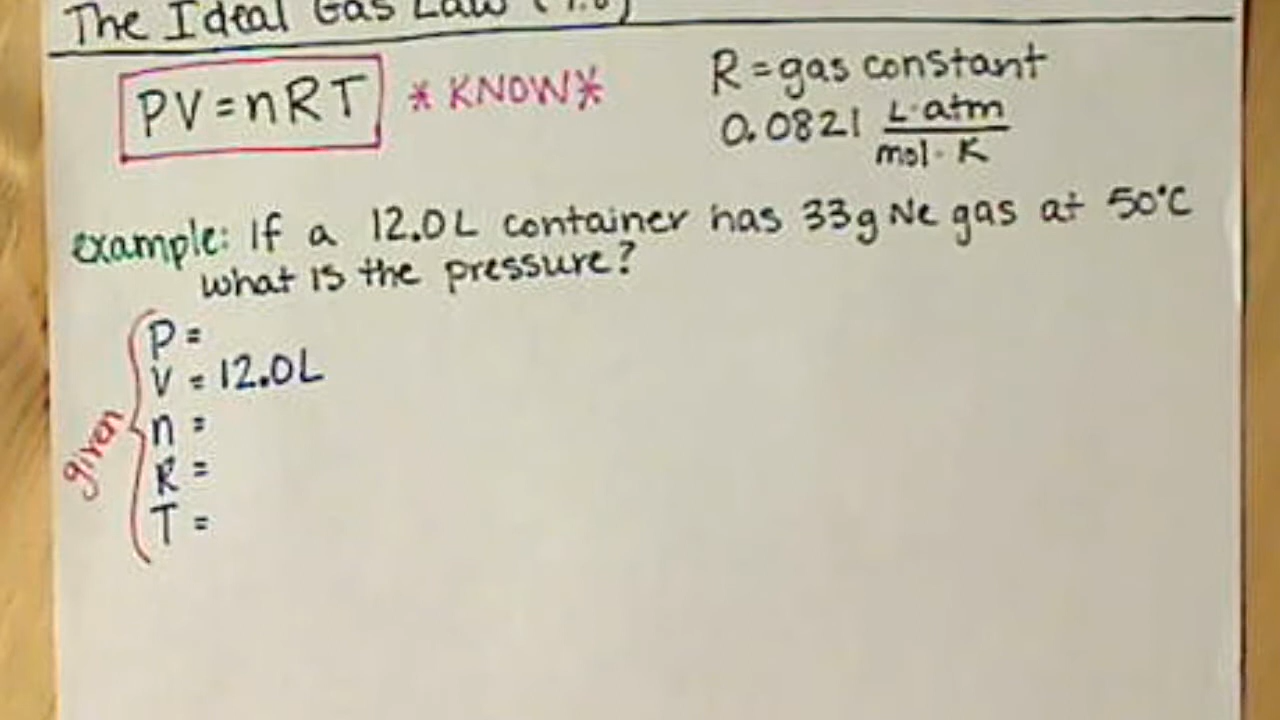 The Ideal Gas Law
PV=nRT *KNOW*
R=gas constant
0.0821 L·atm
mol·K
example: If a 12.0L container has 33g Ne gas at 50°C
what is the pressure?
given
P=
V=12.0L
n=
R=
T=